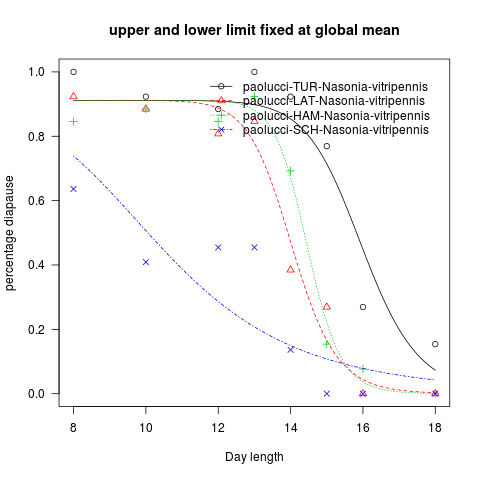 upper and lower limit fixed at global mean
paolucci-TUR-Nasonia-vitripennis
paolucci-LAT-Nasonia-vitripennis
paolucci-HAM-Nasonia-vitripennis
paolucci-SCH-Nasonia-vitripennis
percentage diapause
1.0
0.8
0.6
0.4
0.2
0.0
8 10 12 14 16 18
Day length